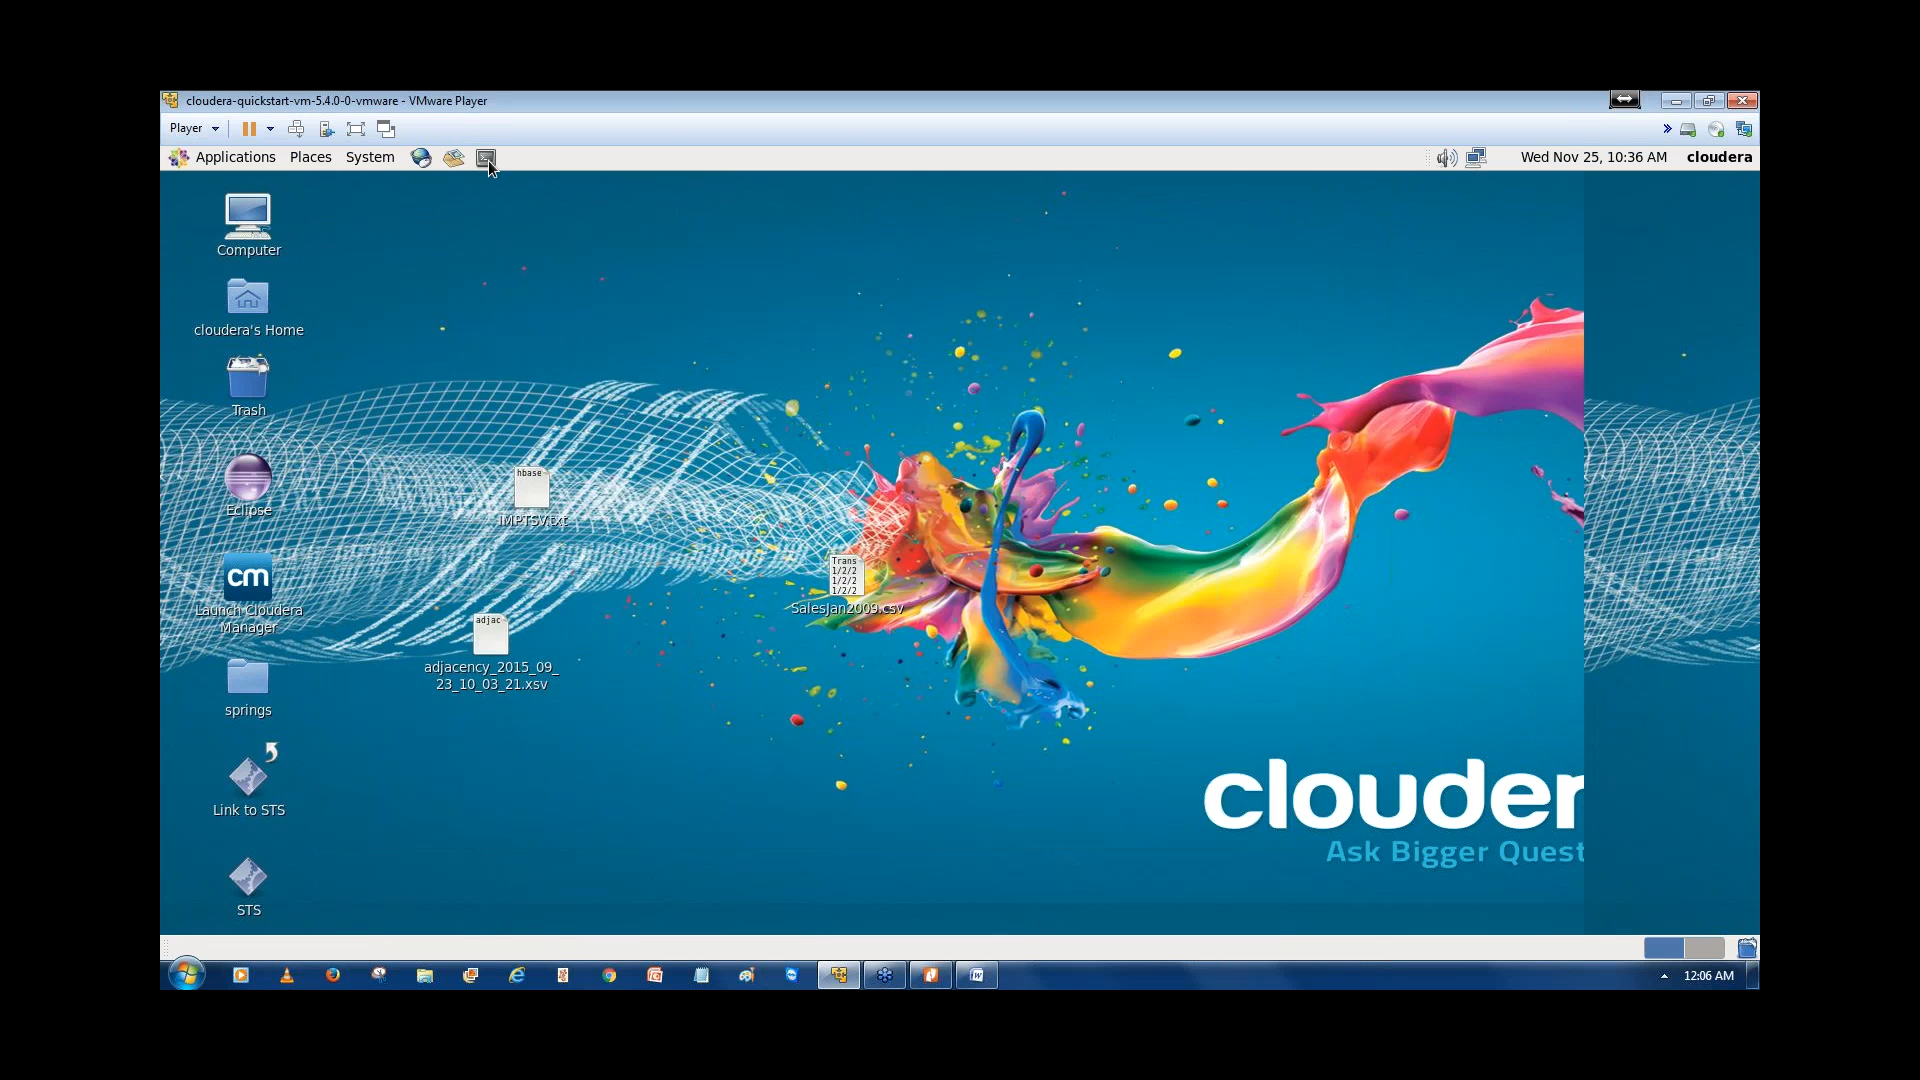 cloudera-quickstart-vm-5.4.0-0-vmware - VMware Player
Player
Applications Places System Wed Nov 25, 10:36 AM cloudera
Computer
cloudera's Home
Trash
Eclipse
cm
Launch Cloudera
Manager
springs
Link to STS
STS
hbase
IMPTSV.txt
adjac
adjacency_2015_09_
23_10_03_21.xsv
Trans
1/2/2
1/2/2
1/2/2
SalesJan2009.csv
clouder
Ask Bigger Quest
12:06 AM